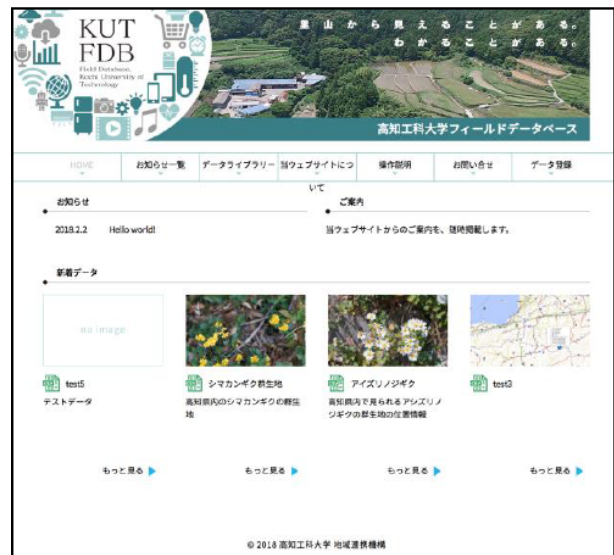 KUT
FDB
Field Database,
Kochi University of
Technology
里山から見えることがある。
わかることがある。
高知工科大学フィールドデータベース
HOME
お知らせ一覧
データライブラリー
当ウェブサイトにつ
いて
操作説明
お問い合せ
データ登録
お知らせ
2018.2.2 Hello world!
ご案内
当ウェブサイトからのご案内を、随時掲載します。
新着データ
no image
test5
テストデータ
シマカンギク群生地
高知県内のシマカンギクの群生
地
アイズリノジギク
高知県内で見られるアシズリノ
ジギクの群生地の位置情報
test3
もっと見る
もっと見る
もっと見る
もっと見る
© 2018 高知工科大学 地域連携機構